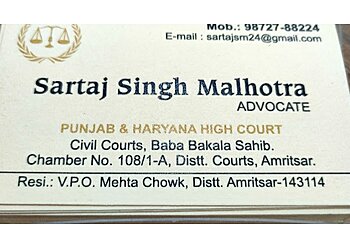 Mob.: 98727-88224
E-mail : sartajsm24@gmail.com
Sartaj Singh Malhotra
ADVOCATE
PUNJAB & HARYANA HIGH COURT
Civil Courts, Baba Bakala Sahib.
Chamber No. 108/1-A, Distt. Courts, Amritsar.
Resi.: V.P.O. Mehta Chowk, Distt. Amritsar-143114